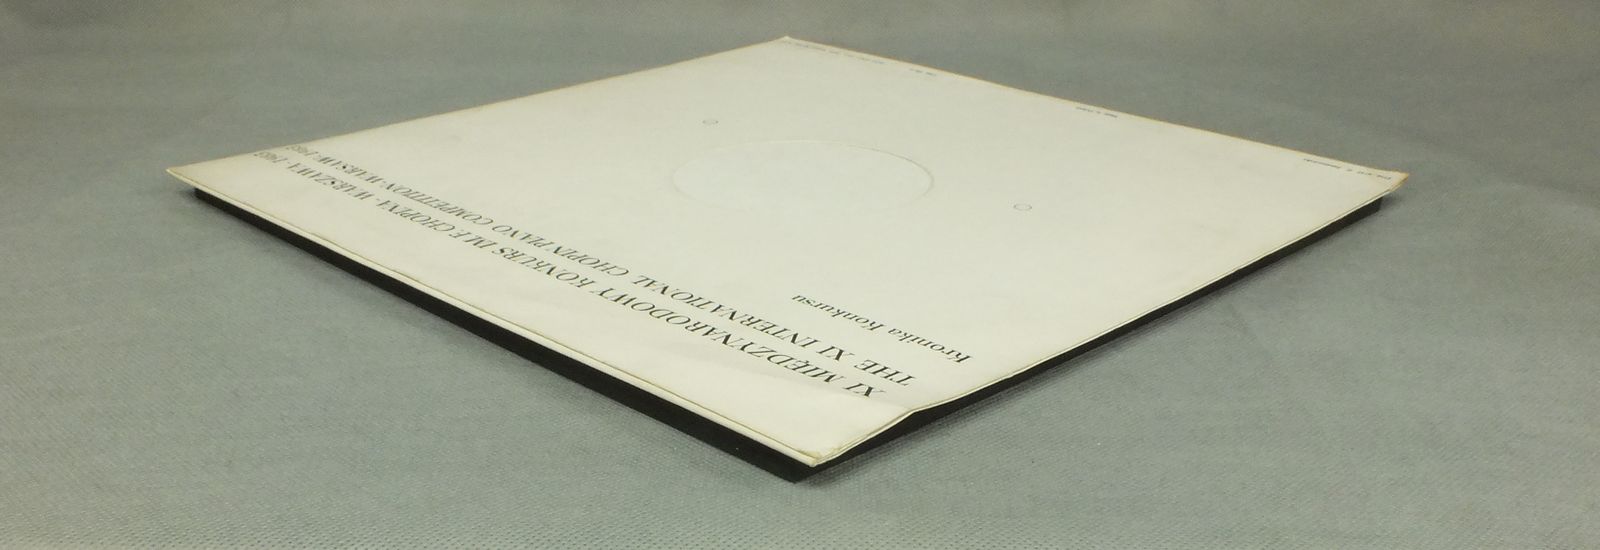 XI MIĘDZYNARODOWY KONKURS IM. F. CHOPINA - WARSZAWA - 1985
THE XI INTERNATIONAL CHOPIN PIANO COMPETITION - WARSAW - 1985
kronika konkursu